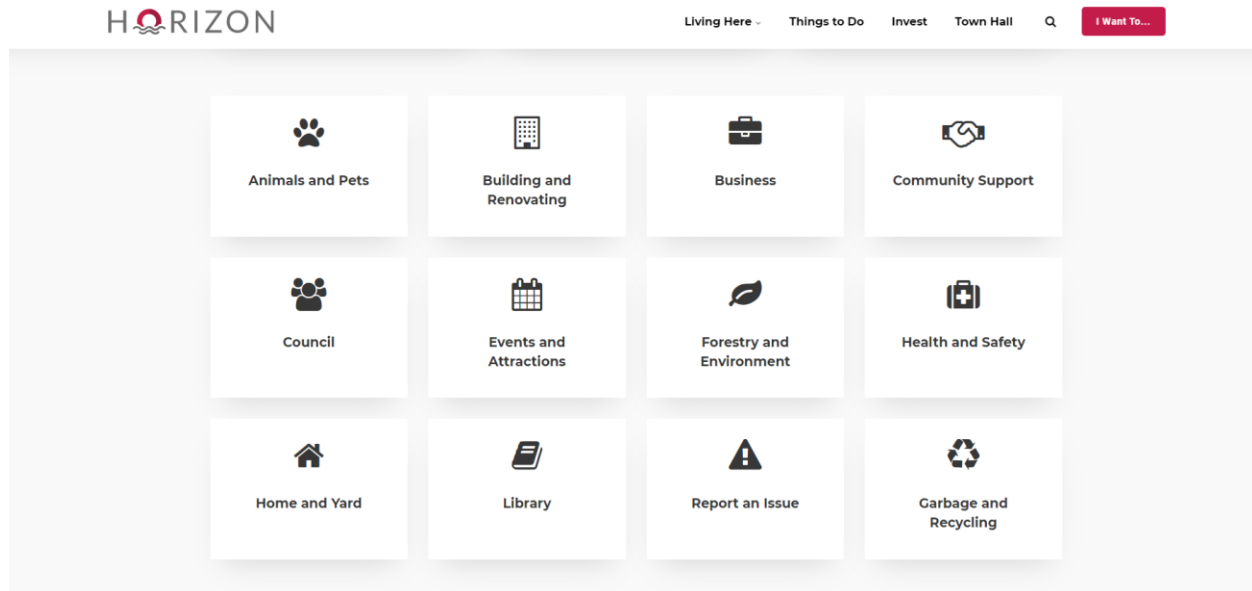 HORIZON
Living Here
Things to Do
Invest
Town Hall
I Want To...
Animals and Pets
Building and
Renovating
Business
Community Support
Council
Events and
Attractions
Forestry and
Environment
Health and Safety
Home and Yard
Library
Report an Issue
Garbage and
Recycling